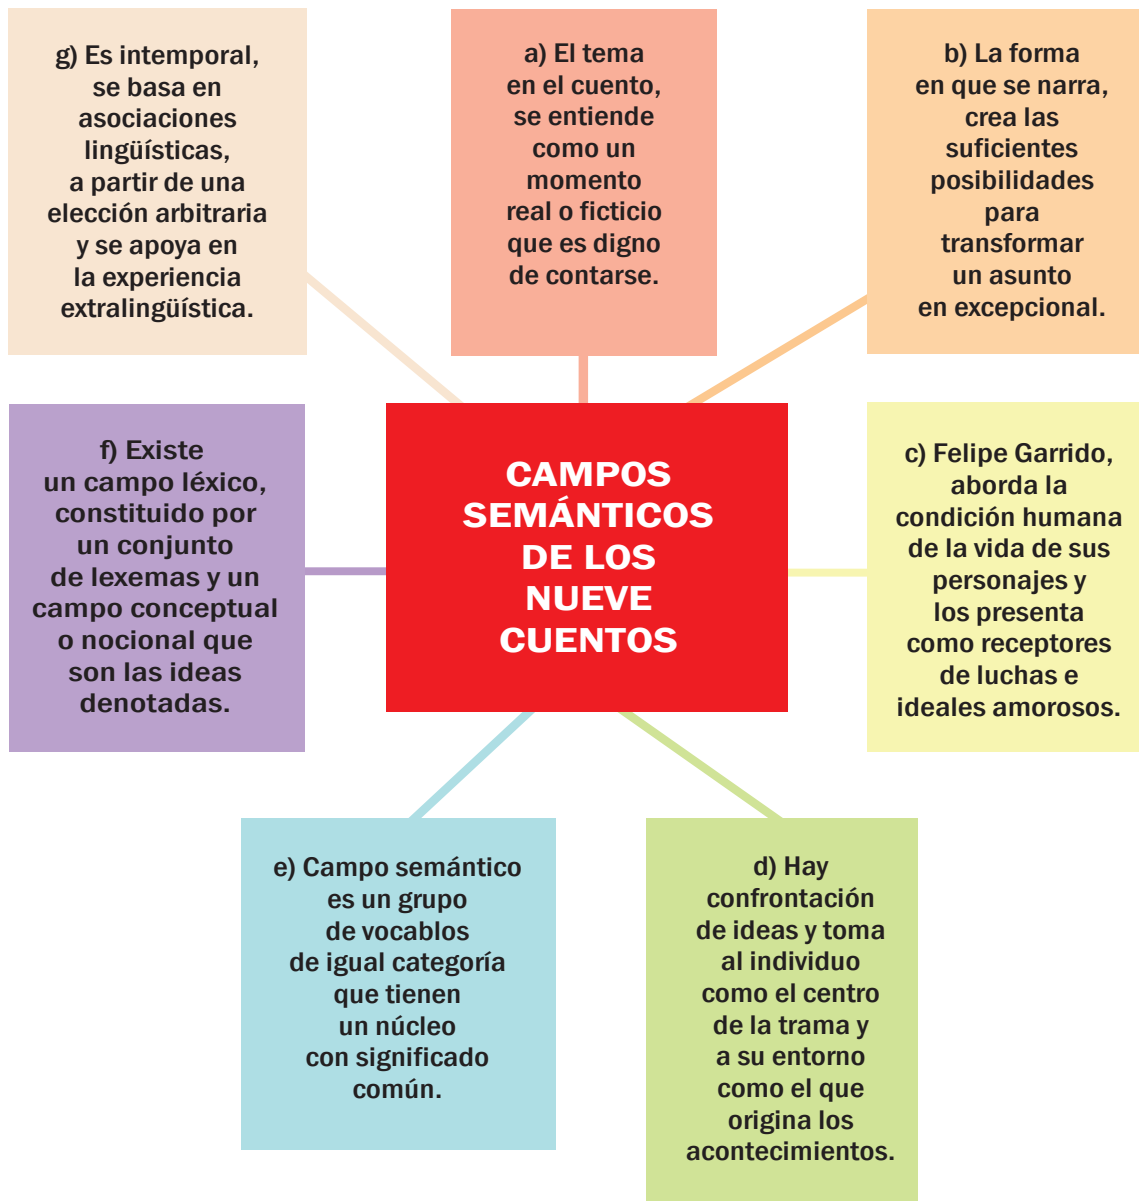 g) Es intemporal,
se basa en
asociaciones
lingüísticas,
a partir de una
elección arbitraria
y se apoya en
la experiencia
extralingüística.
a) El tema
en el cuento,
se entiende
como un
momento
real o ficticio
que es digno
de contarse.
b) La forma
en que se narra,
crea las
suficientes
posibilidades
para
transformar
un asunto
en excepcional.
f) Existe
un campo léxico,
constituido por
un conjunto
de lexemas y un
campo conceptual
o nocional que
son las ideas
denotadas.
CAMPOS
SEMÁNTICOS
DE LOS
NUEVE
CUENTOS
c) Felipe Garrido,
aborda la
condición humana
de la vida de sus
personajes y
los presenta
como receptores
de luchas e
ideales amorosos.
e) Campo semántico
es un grupo
de vocablos
de igual categoría
que tienen
un núcleo
con significado
común.
d) Hay
confrontación
de ideas y toma
al individuo
como el centro
de la trama y
a su entorno
como el que
origina los
acontecimientos.